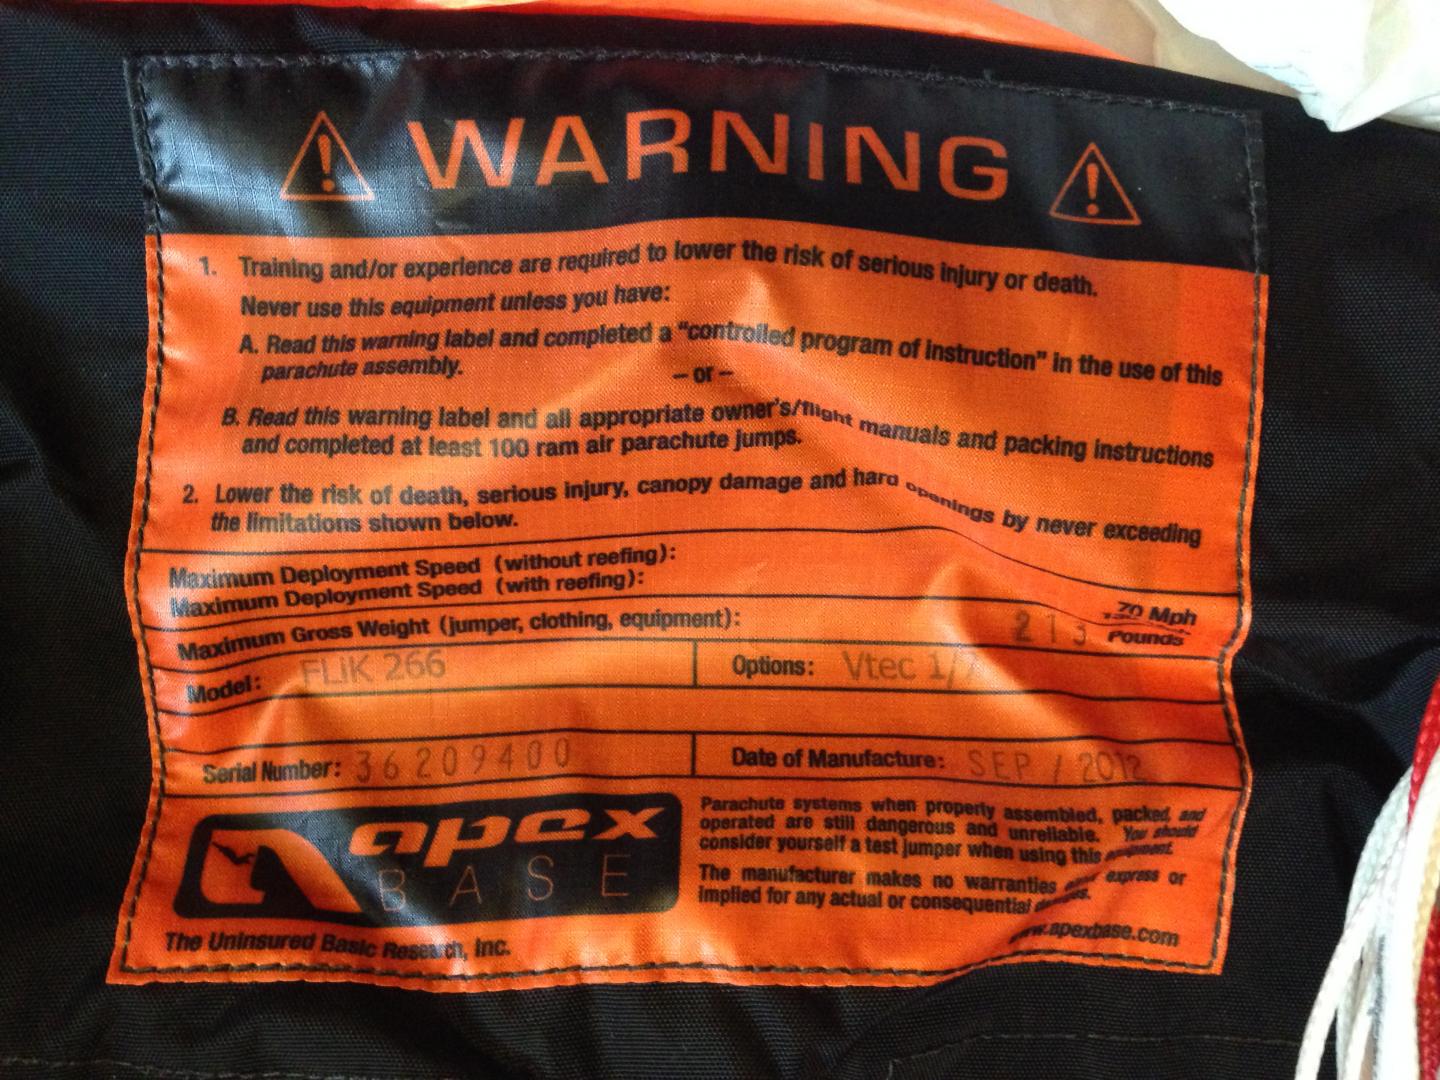 WARNING
1. Training and/or experience are required to lower the risk of serious injury or death.
Never use this equipment unless you have:
A. Read this warning label and completed a "controlled program of instruction" in the use of this
parachute assembly.
– or –
B. Read this warning label and all appropriate owner's/flight manuals and packing instructions
and completed at least 100 ram air parachute jumps.
2. Lower the risk of death, serious injury, canopy damage and hard openings by never exceeding
the limitations shown below.
Maximum Deployment Speed (without reefing): 70 Mph
Maximum Deployment Speed (with reefing):
Maximum Gross Weight (jumper, clothing, equipment): 213 Pounds
Model: FLIK 266 Options: Vtec 1/7
Serial Number: 36209400 Date of Manufacture: SEP / 2012
apex
BASE
The Uninsured Basic Research, Inc.
Parachute systems when properly assembled, packed, and
operated are still dangerous and unreliable. You should
consider yourself a test jumper when using this equipment.
The manufacturer makes no warranties express or
implied for any actual or consequential
www.apexbase.com